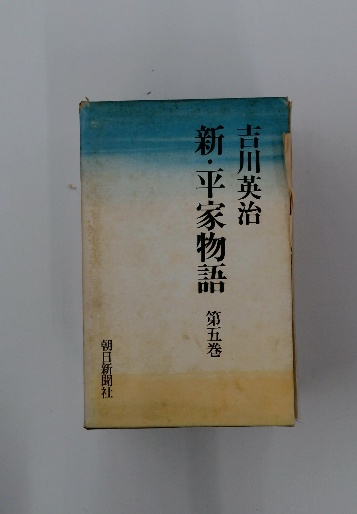 吉川英治
新・平家物語
第五巻
朝日新聞社